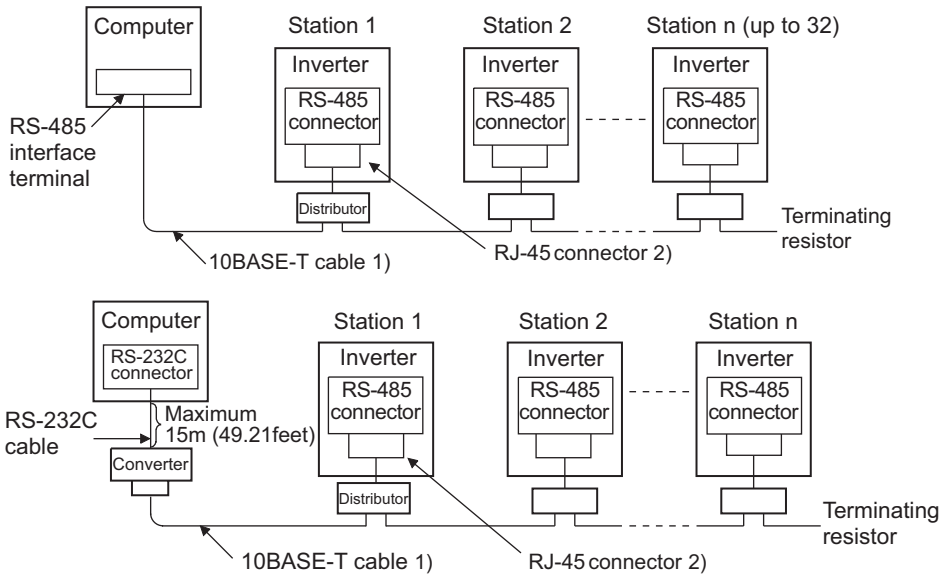 Computer
Station 1
Station 2
Station n (up to 32)
Inverter
Inverter
Inverter
RS-485
connector
RS-485
connector
RS-485
connector
RS-485
interface
terminal
Distributor
Terminating
resistor
10BASE-T cable 1)
RJ-45 connector 2)
Computer
Station 1
Station 2
Station n
RS-232C
connector
Inverter
Inverter
Inverter
RS-485
connector
RS-485
connector
RS-485
connector
RS-232C
cable
Maximum
15m (49.21feet)
Converter
Distributor
Terminating
resistor
10BASE-T cable 1)
RJ-45 connector 2)